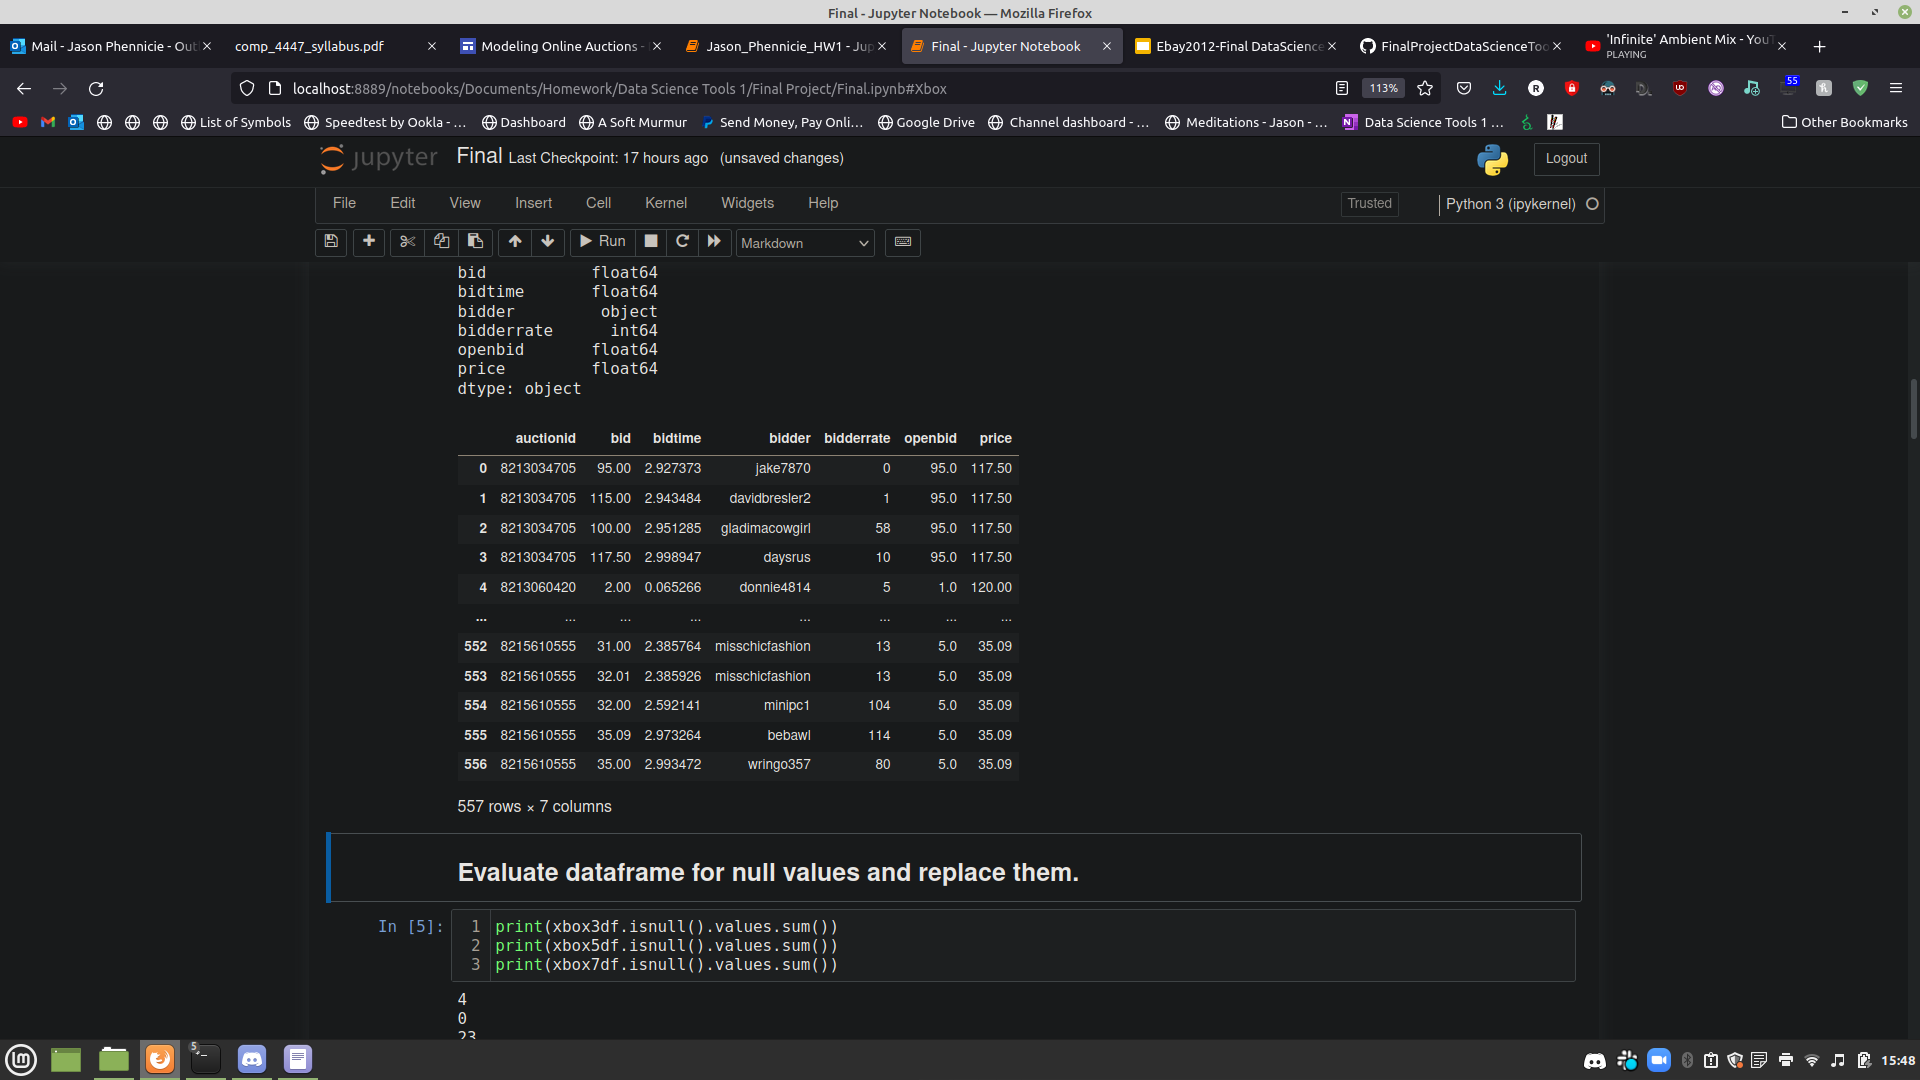 Final - Jupyter Notebook — Mozilla Firefox
Mail - Jason Phennicie - Out
comp_4447_syllabus.pdf
Modeling Online Auctions -
Jason_Phennicie_HW1 - Jup
Final - Jupyter Notebook
Ebay2012-Final DataScience
FinalProjectDataScienceToo
'Infinite' Ambient Mix - YouT
PLAYING
localhost:8889/notebooks/Documents/Homework/Data Science Tools 1/Final Project/Final.ipynb#Xbox
113%
55
List of Symbols
Speedtest by Ookla - ...
Dashboard
A Soft Murmur
Send Money, Pay Onli...
Google Drive
Channel dashboard - ...
Meditations - Jason - ...
Data Science Tools 1 ...
Other Bookmarks
jupyter Final Last Checkpoint: 17 hours ago (unsaved changes)
Logout
File Edit View Insert Cell Kernel Widgets Help
Trusted
Python 3 (ipykernel)
Run
Markdown
bid float64
bidtime float64
bidder object
bidderrate int64
openbid float64
price float64
dtype: object
auctionid bid bidtime bidder bidderrate openbid price
0 8213034705 95.00 2.927373 jake7870 0 95.0 117.50
1 8213034705 115.00 2.943484 davidbresler2 1 95.0 117.50
2 8213034705 100.00 2.951285 gladimacowgirl 58 95.0 117.50
3 8213034705 117.50 2.998947 daysrus 10 95.0 117.50
4 8213060420 2.00 0.065266 donnie4814 5 1.0 120.00
... ... ... ... ... ... ... ...
552 8215610555 31.00 2.385764 misschicfashion 13 5.0 35.09
553 8215610555 32.01 2.385926 misschicfashion 13 5.0 35.09
554 8215610555 32.00 2.592141 minipc1 104 5.0 35.09
555 8215610555 35.09 2.973264 bebawl 114 5.0 35.09
556 8215610555 35.00 2.993472 wringo357 80 5.0 35.09
557 rows × 7 columns
Evaluate dataframe for null values and replace them.
In [5]:
1 print(xbox3df.isnull().values.sum())
2 print(xbox5df.isnull().values.sum())
3 print(xbox7df.isnull().values.sum())
4
0
23
5
15:48